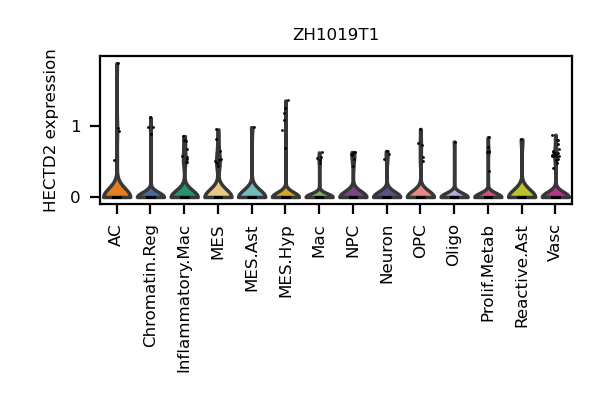 ZH1019T1
HECTD2 expression
1
0
AC
Chromatin.Reg
Inflammatory.Mac
MES
MES.Ast
MES.Hyp
Mac
NPC
Neuron
OPC
Oligo
Prolif.Metab
Reactive.Ast
Vasc